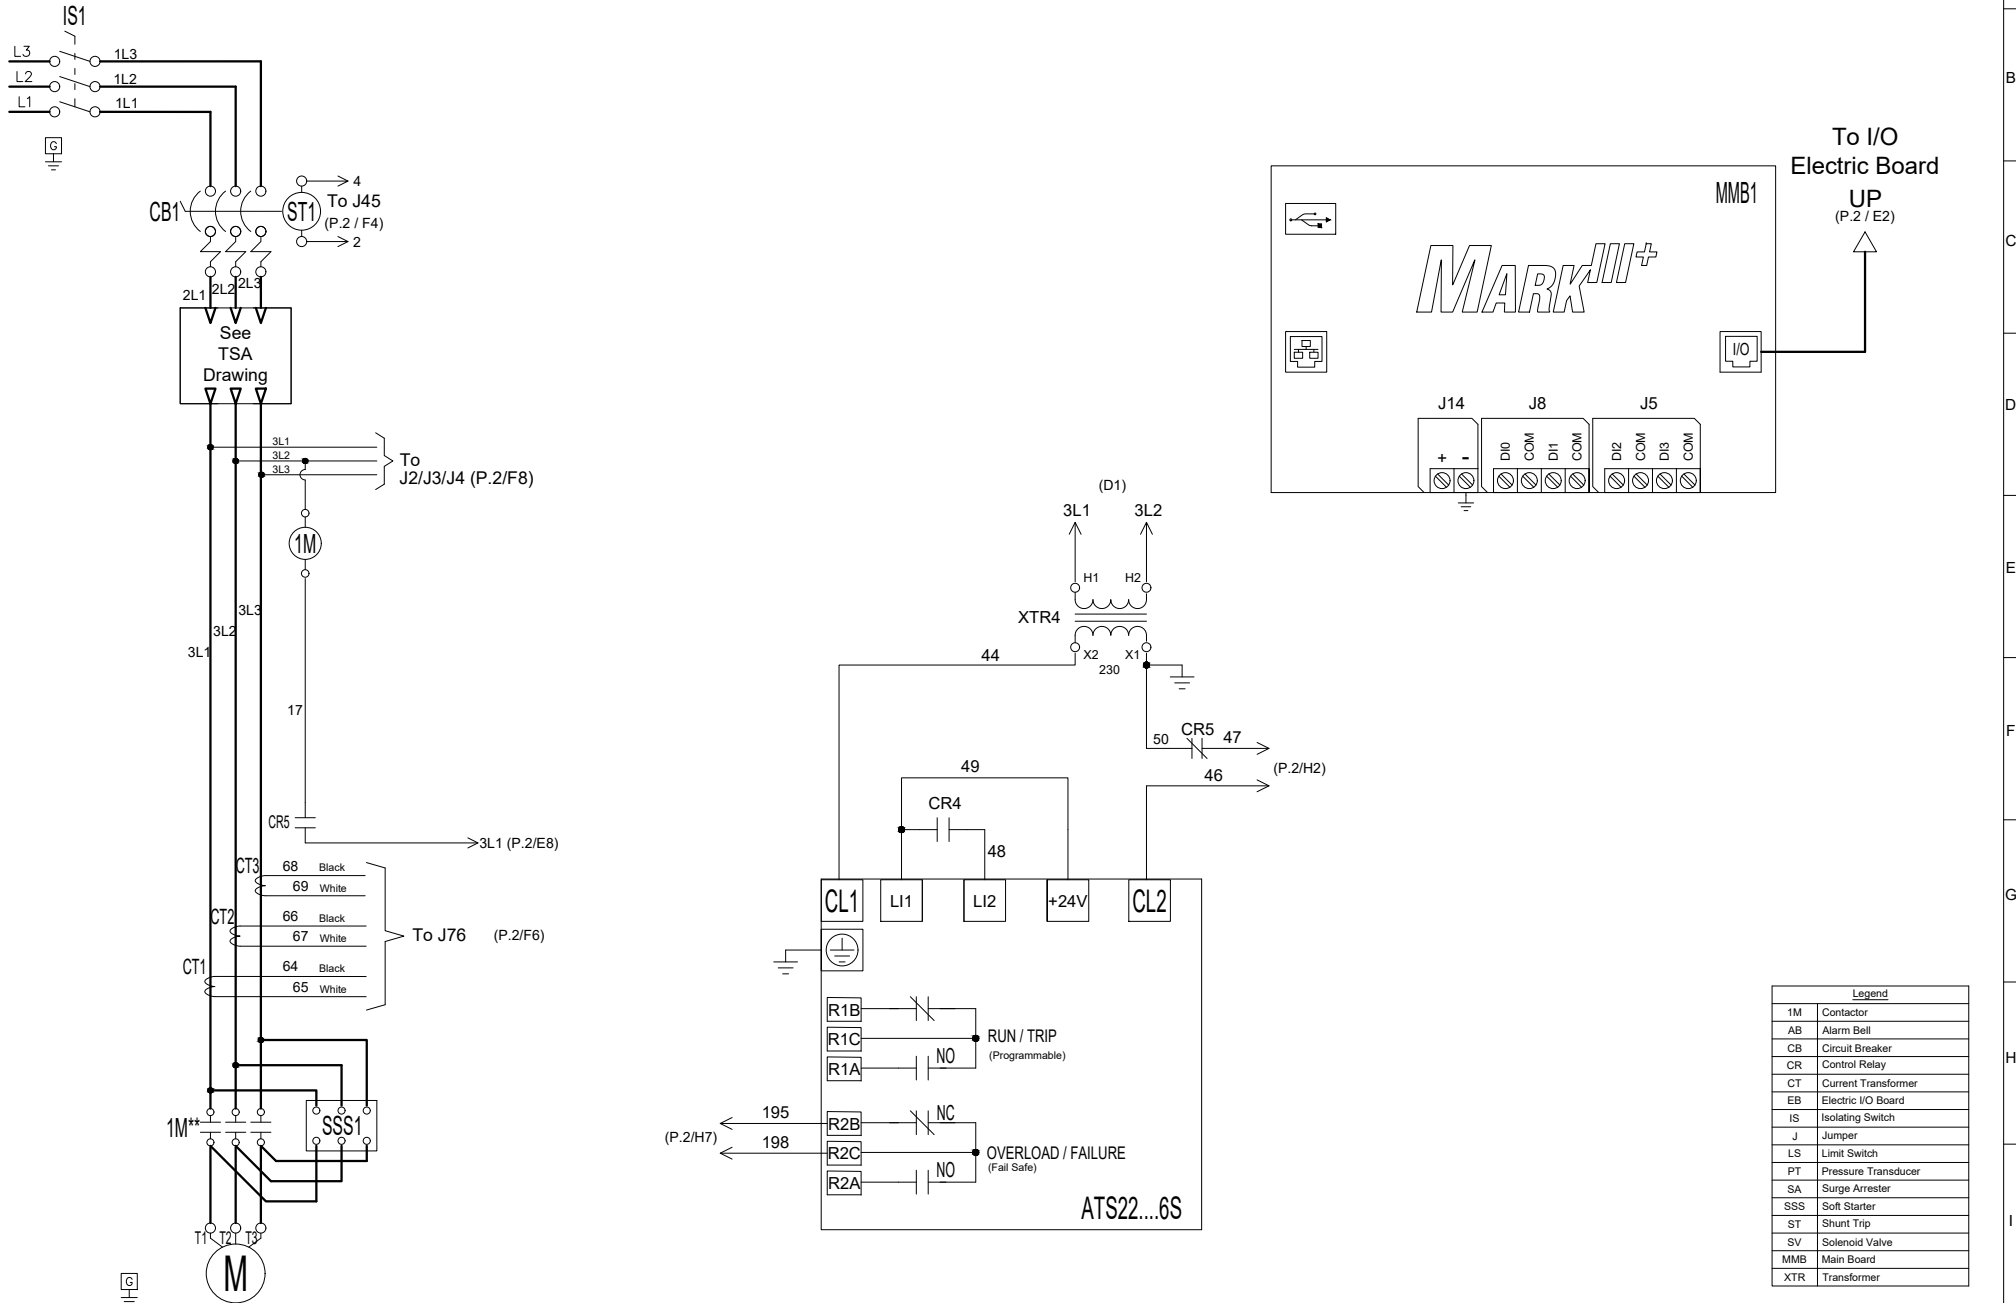 IS1
L3
1L3
L2
1L2
L1
1L1
G
CB1
ST1
4
To J45
(P.2 / F4)
2
2L1
2L2
2L3
See
TSA
Drawing
3L1
3L2
3L3
To
J2/J3/J4 (P.2/F8)
1M
3L3
3L2
3L1
17
CR5
3L1 (P.2/E8)
CT3
68 Black
69 White
CT2
66 Black
67 White
To J76 (P.2/F6)
CT1
64 Black
65 White
1M**
SSS1
T1
T2
T3
M
G
(D1)
3L1
3L2
H1
H2
XTR4
X2
X1
230
44
50
CR5
47
(P.2/H2)
46
49
CR4
48
CL1
LI1
LI2
+24V
CL2
R1B
R1C
RUN / TRIP
(Programmable)
R1A
NO
195
R2B
NC
(P.2/H7)
198
R2C
OVERLOAD / FAILURE
(Fail Safe)
R2A
NO
ATS22....6S
MMB1
MARKIII+
I/O
To I/O
Electric Board
UP
(P.2 / E2)
J14
J8
J5
+
-
DI0
COM
DI1
COM
DI2
COM
DI3
COM
B
C
D
E
F
G
H
I
Legend
1M Contactor
AB Alarm Bell
CB Circuit Breaker
CR Control Relay
CT Current Transformer
EB Electric I/O Board
IS Isolating Switch
J Jumper
LS Limit Switch
PT Pressure Transducer
SA Surge Arrester
SSS Soft Starter
ST Shunt Trip
SV Solenoid Valve
MMB Main Board
XTR Transformer